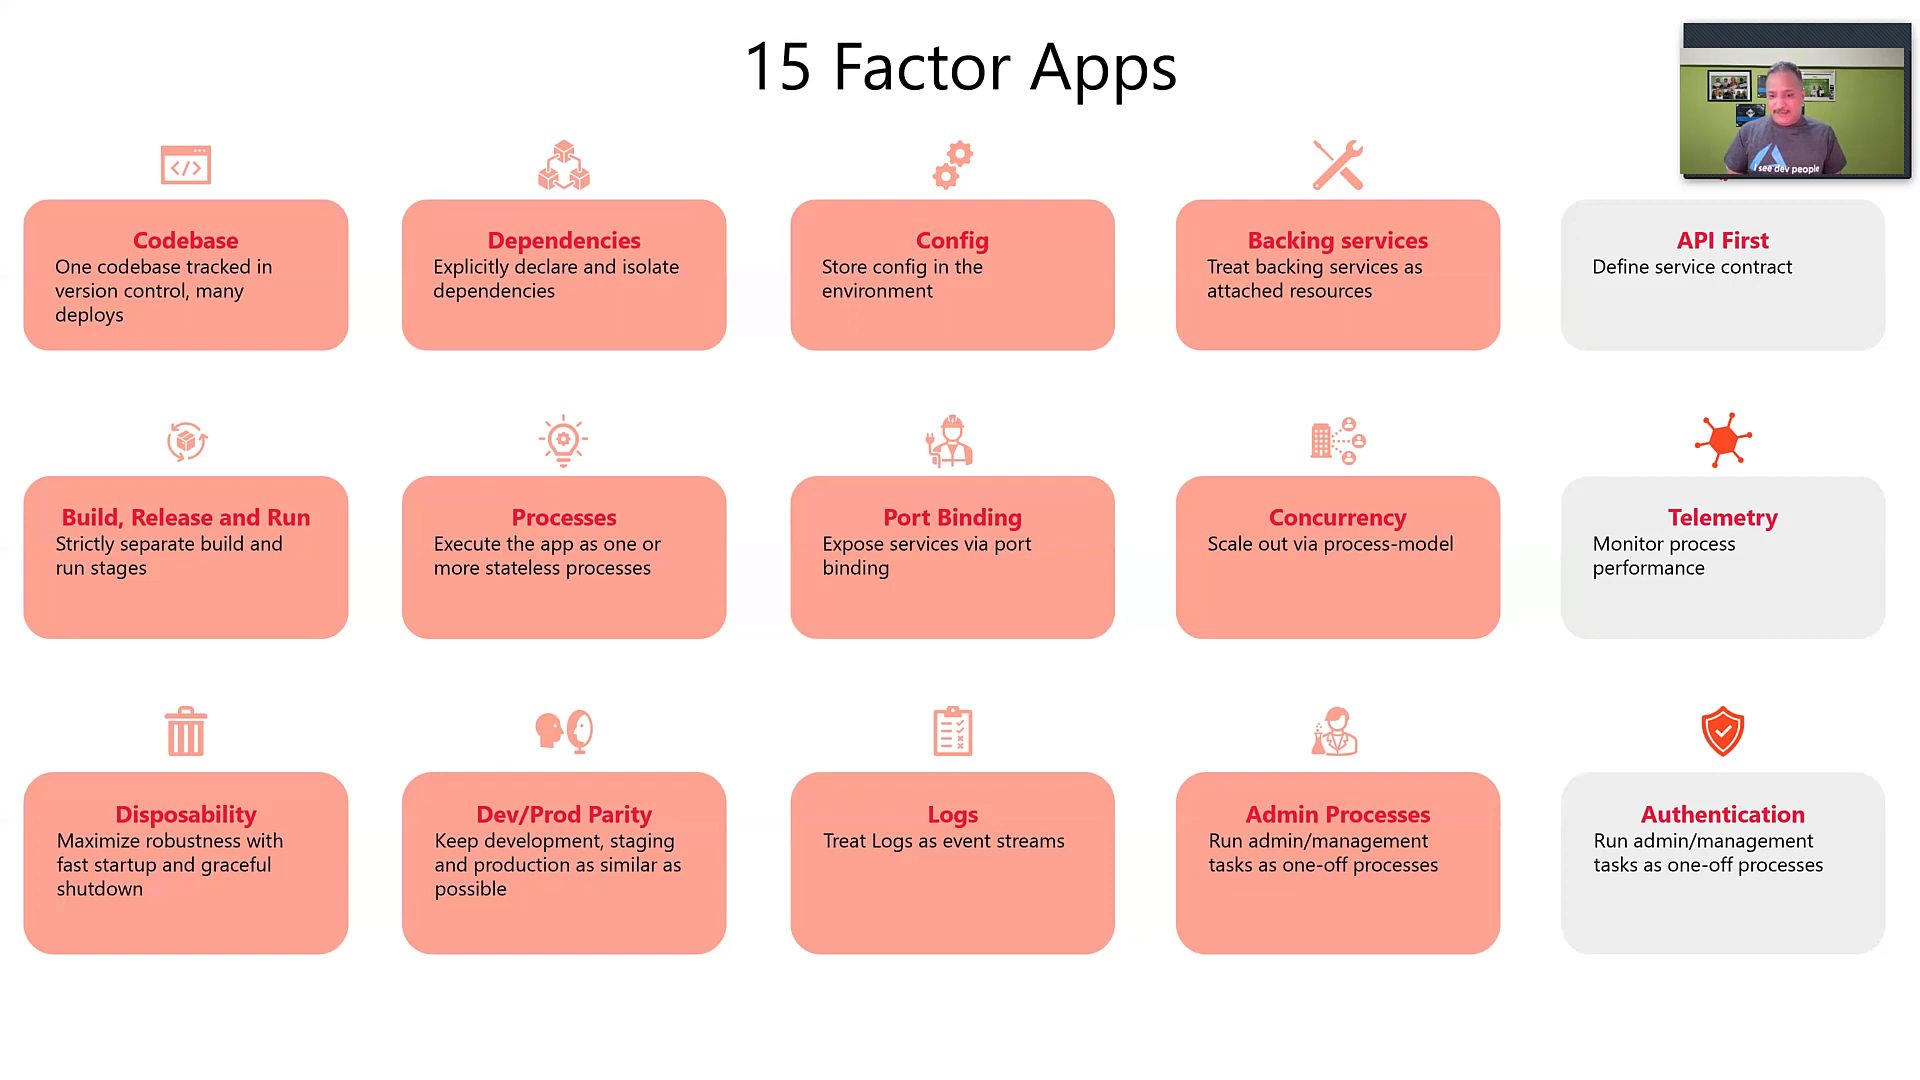 15 Factor Apps
I see dev people
Codebase
One codebase tracked in
version control, many
deploys
Dependencies
Explicitly declare and isolate
dependencies
Config
Store config in the
environment
Backing services
Treat backing services as
attached resources
API First
Define service contract
Build, Release and Run
Strictly separate build and
run stages
Processes
Execute the app as one or
more stateless processes
Port Binding
Expose services via port
binding
Concurrency
Scale out via process-model
Telemetry
Monitor process
performance
Disposability
Maximize robustness with
fast startup and graceful
shutdown
Dev/Prod Parity
Keep development, staging
and production as similar as
possible
Logs
Treat Logs as event streams
Admin Processes
Run admin/management
tasks as one-off processes
Authentication
Run admin/management
tasks as one-off processes